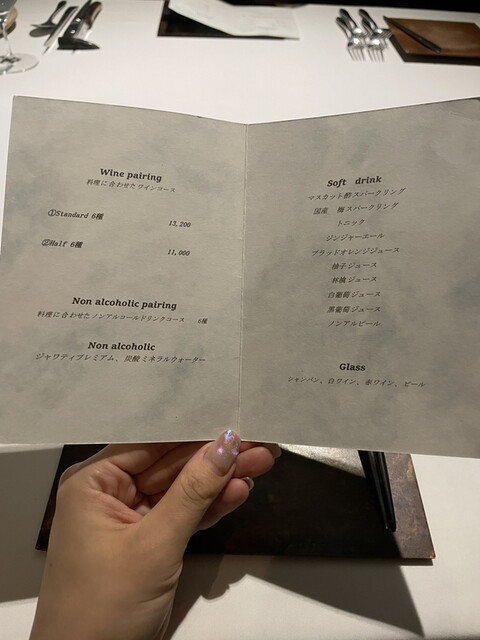 Wine pairing
料理に合わせたワインコース
①Standard 6種
13,200
②Half 6種
11,000
Non alcoholic pairing
料理に合わせたノンアルコールドリンクコース 6種
Non alcoholic
ジャワティプレミアム、炭酸ミネラルウォーター
Soft drink
マスカット酢スパークリング
国産 梅スパークリング
トニック
ジンジャーエール
ブラッドオレンジジュース
柚子ジュース
林檎ジュース
白葡萄ジュース
黒葡萄ジュース
ノンアルビール
Glass
シャンパン、白ワイン、赤ワイン、ビール